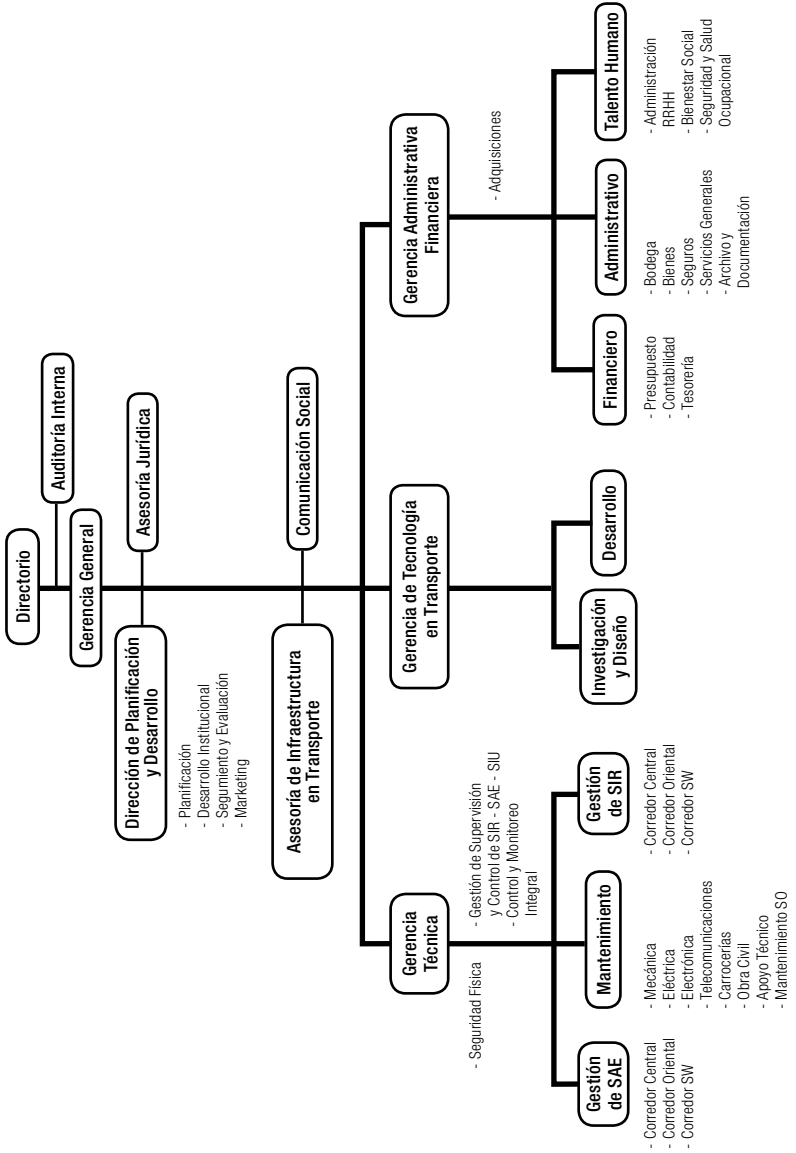 Directorio
Auditoría Interna
Gerencia General
Dirección de Planificación
y Desarrollo
- Planificación
- Desarrollo Institucional
- Segumiento y Evaluación
- Marketing
Asesoría Jurídica
Asesoría de Infraestructura
en Transporte
Comunicación Social
Gerencia
Técnica
- Seguridad Física
- Gestión de Supervisión
y Control de SIR - SAE - SIU
- Control y Monitoreo
Integral
Gestión
de SAE
- Corredor Central
- Corredor Oriental
- Corredor SW
Mantenimiento
- Mecánica
- Eléctrica
- Electrónica
- Telecomunicaciones
- Carrocerías
- Obra Civil
- Apoyo Técnico
- Mantenimiento SO
Gestión
de SIR
- Corredor Central
- Corredor Oriental
- Corredor SW
Gerencia de Tecnología
en Transporte
Investigación
y Diseño
Desarrollo
Gerencia Administrativa
Financiera
- Adquisiciones
Financiero
- Presupuesto
- Contabilidad
- Tesorería
Administrativo
- Bodega
- Bienes
- Seguros
- Servicios Generales
- Archivo y
Documentación
Talento Humano
- Administración
RRHH
- Bienestar Social
- Seguridad y Salud
Ocupacional